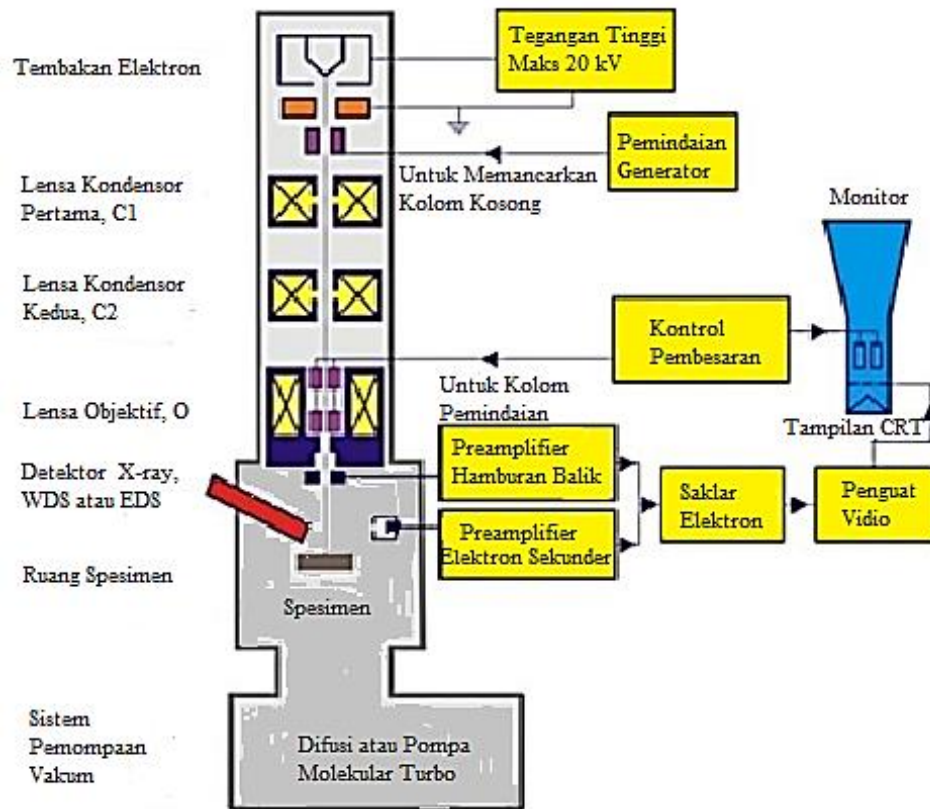 Tembakan Elektron
Tegangan Tinggi
Maks 20 kV
Pemindaian
Generator
Untuk Memancarkan
Kolom Kosong
Lensa Kondensor
Pertama, C1
Monitor
Lensa Kondensor
Kedua, C2
Kontrol
Pembesaran
Untuk Kolom
Pemindaian
Lensa Objektif, O
Tampilan CRT
Preamplifier
Hamburan Balik
Detektor X-ray,
WDS atau EDS
Saklar
Elektron
Penguat
Vidio
Preamplifier
Elektron Sekunder
Ruang Spesimen
Spesimen
Sistem
Pemompaan
Vakum
Difusi atau Pompa
Molekular Turbo